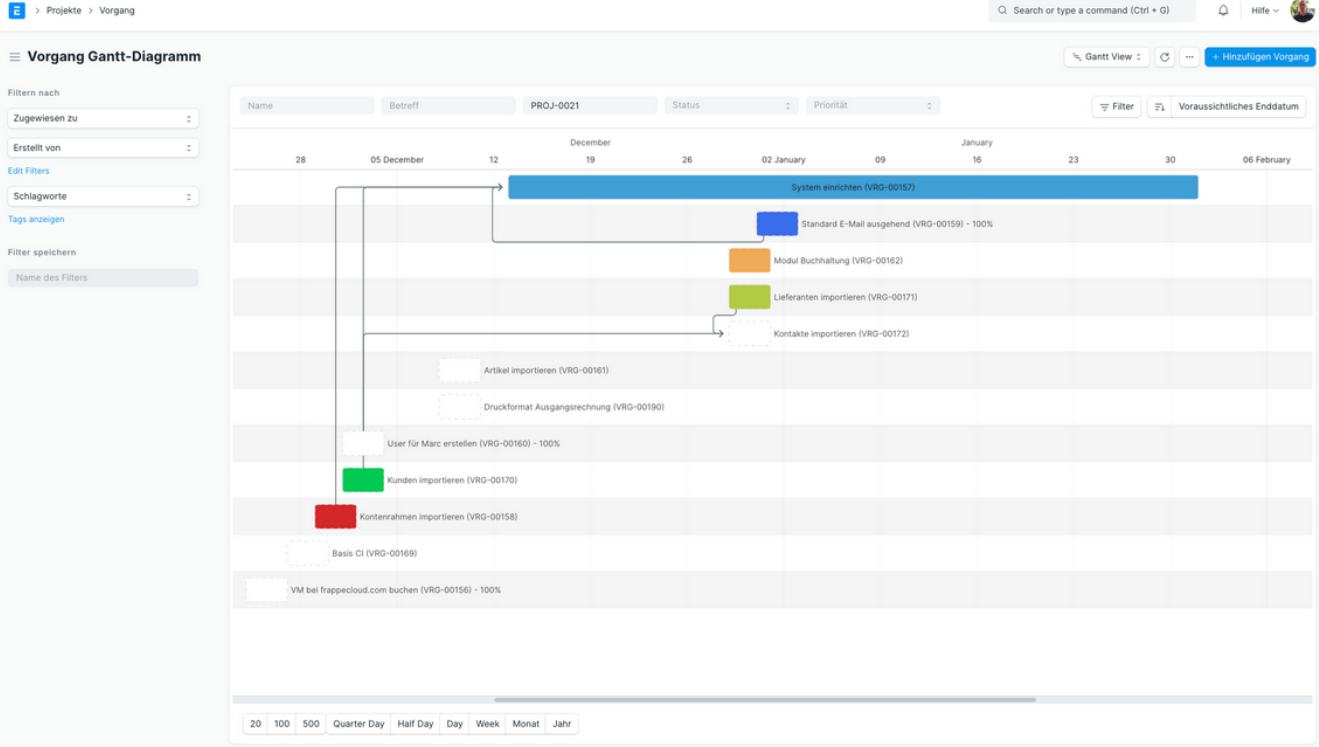 E > Projekte > Vorgang
Search or type a command (Ctrl + G)
Hilfe
Vorgang Gantt-Diagramm
Gantt View
+ Hinzufügen Vorgang
Filtern nach
Zugewiesen zu
Erstellt von
Edit Filters
Schlagworte
Tags anzeigen
Filter speichern
Name des Filters
Name
Betreff
PROJ-0021
Status
Priorität
Filter
Voraussichtliches Enddatum
December January
28 05 December 12 19 26 02 January 09 16 23 30 06 February
System einrichten (VRG-00157)
Standard E-Mail ausgehend (VRG-00159) - 100%
Modul Buchhaltung (VRG-00162)
Lieferanten importieren (VRG-00171)
Kontakte importieren (VRG-00172)
Artikel importieren (VRG-00161)
Druckformat Ausgangsrechnung (VRG-00190)
User für Marc erstellen (VRG-00160) - 100%
Kunden importieren (VRG-00170)
Kontenrahmen importieren (VRG-00158)
Basis CI (VRG-00169)
VM bei frappecloud.com buchen (VRG-00156) - 100%
20 100 500 Quarter Day Half Day Day Week Monat Jahr